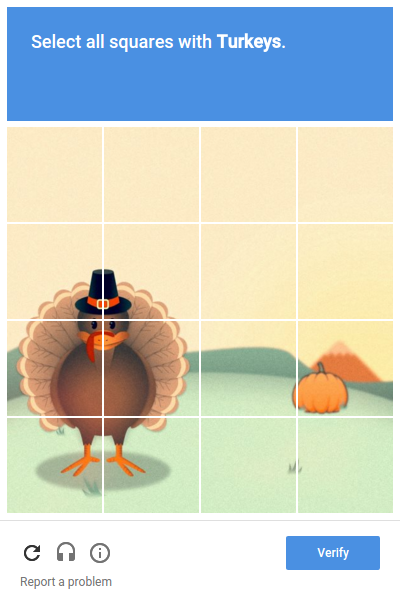 Select all squares with Turkeys.
Verify
Report a problem